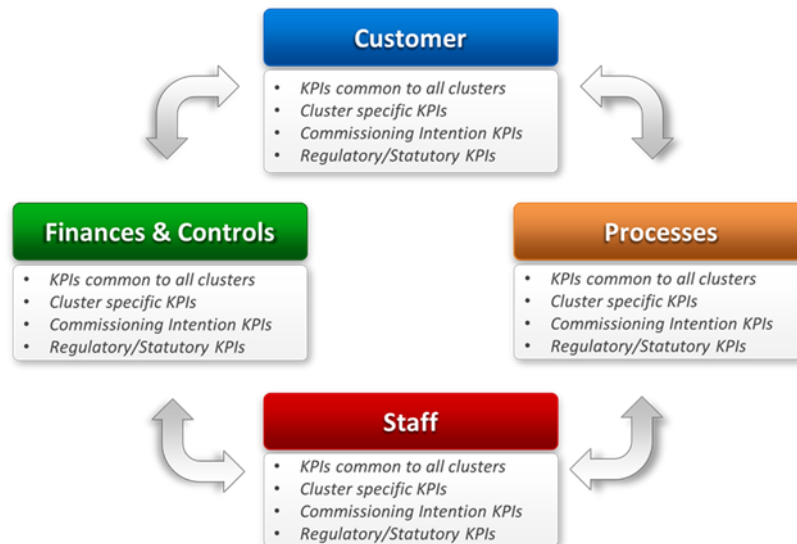 Customer
• KPIs common to all clusters
• Cluster specific KPIs
• Commissioning Intention KPIs
• Regulatory/Statutory KPIs
Finances & Controls
• KPIs common to all clusters
• Cluster specific KPIs
• Commissioning Intention KPIs
• Regulatory/Statutory KPIs
Processes
• KPIs common to all clusters
• Cluster specific KPIs
• Commissioning Intention KPIs
• Regulatory/Statutory KPIs
Staff
• KPIs common to all clusters
• Cluster specific KPIs
• Commissioning Intention KPIs
• Regulatory/Statutory KPIs